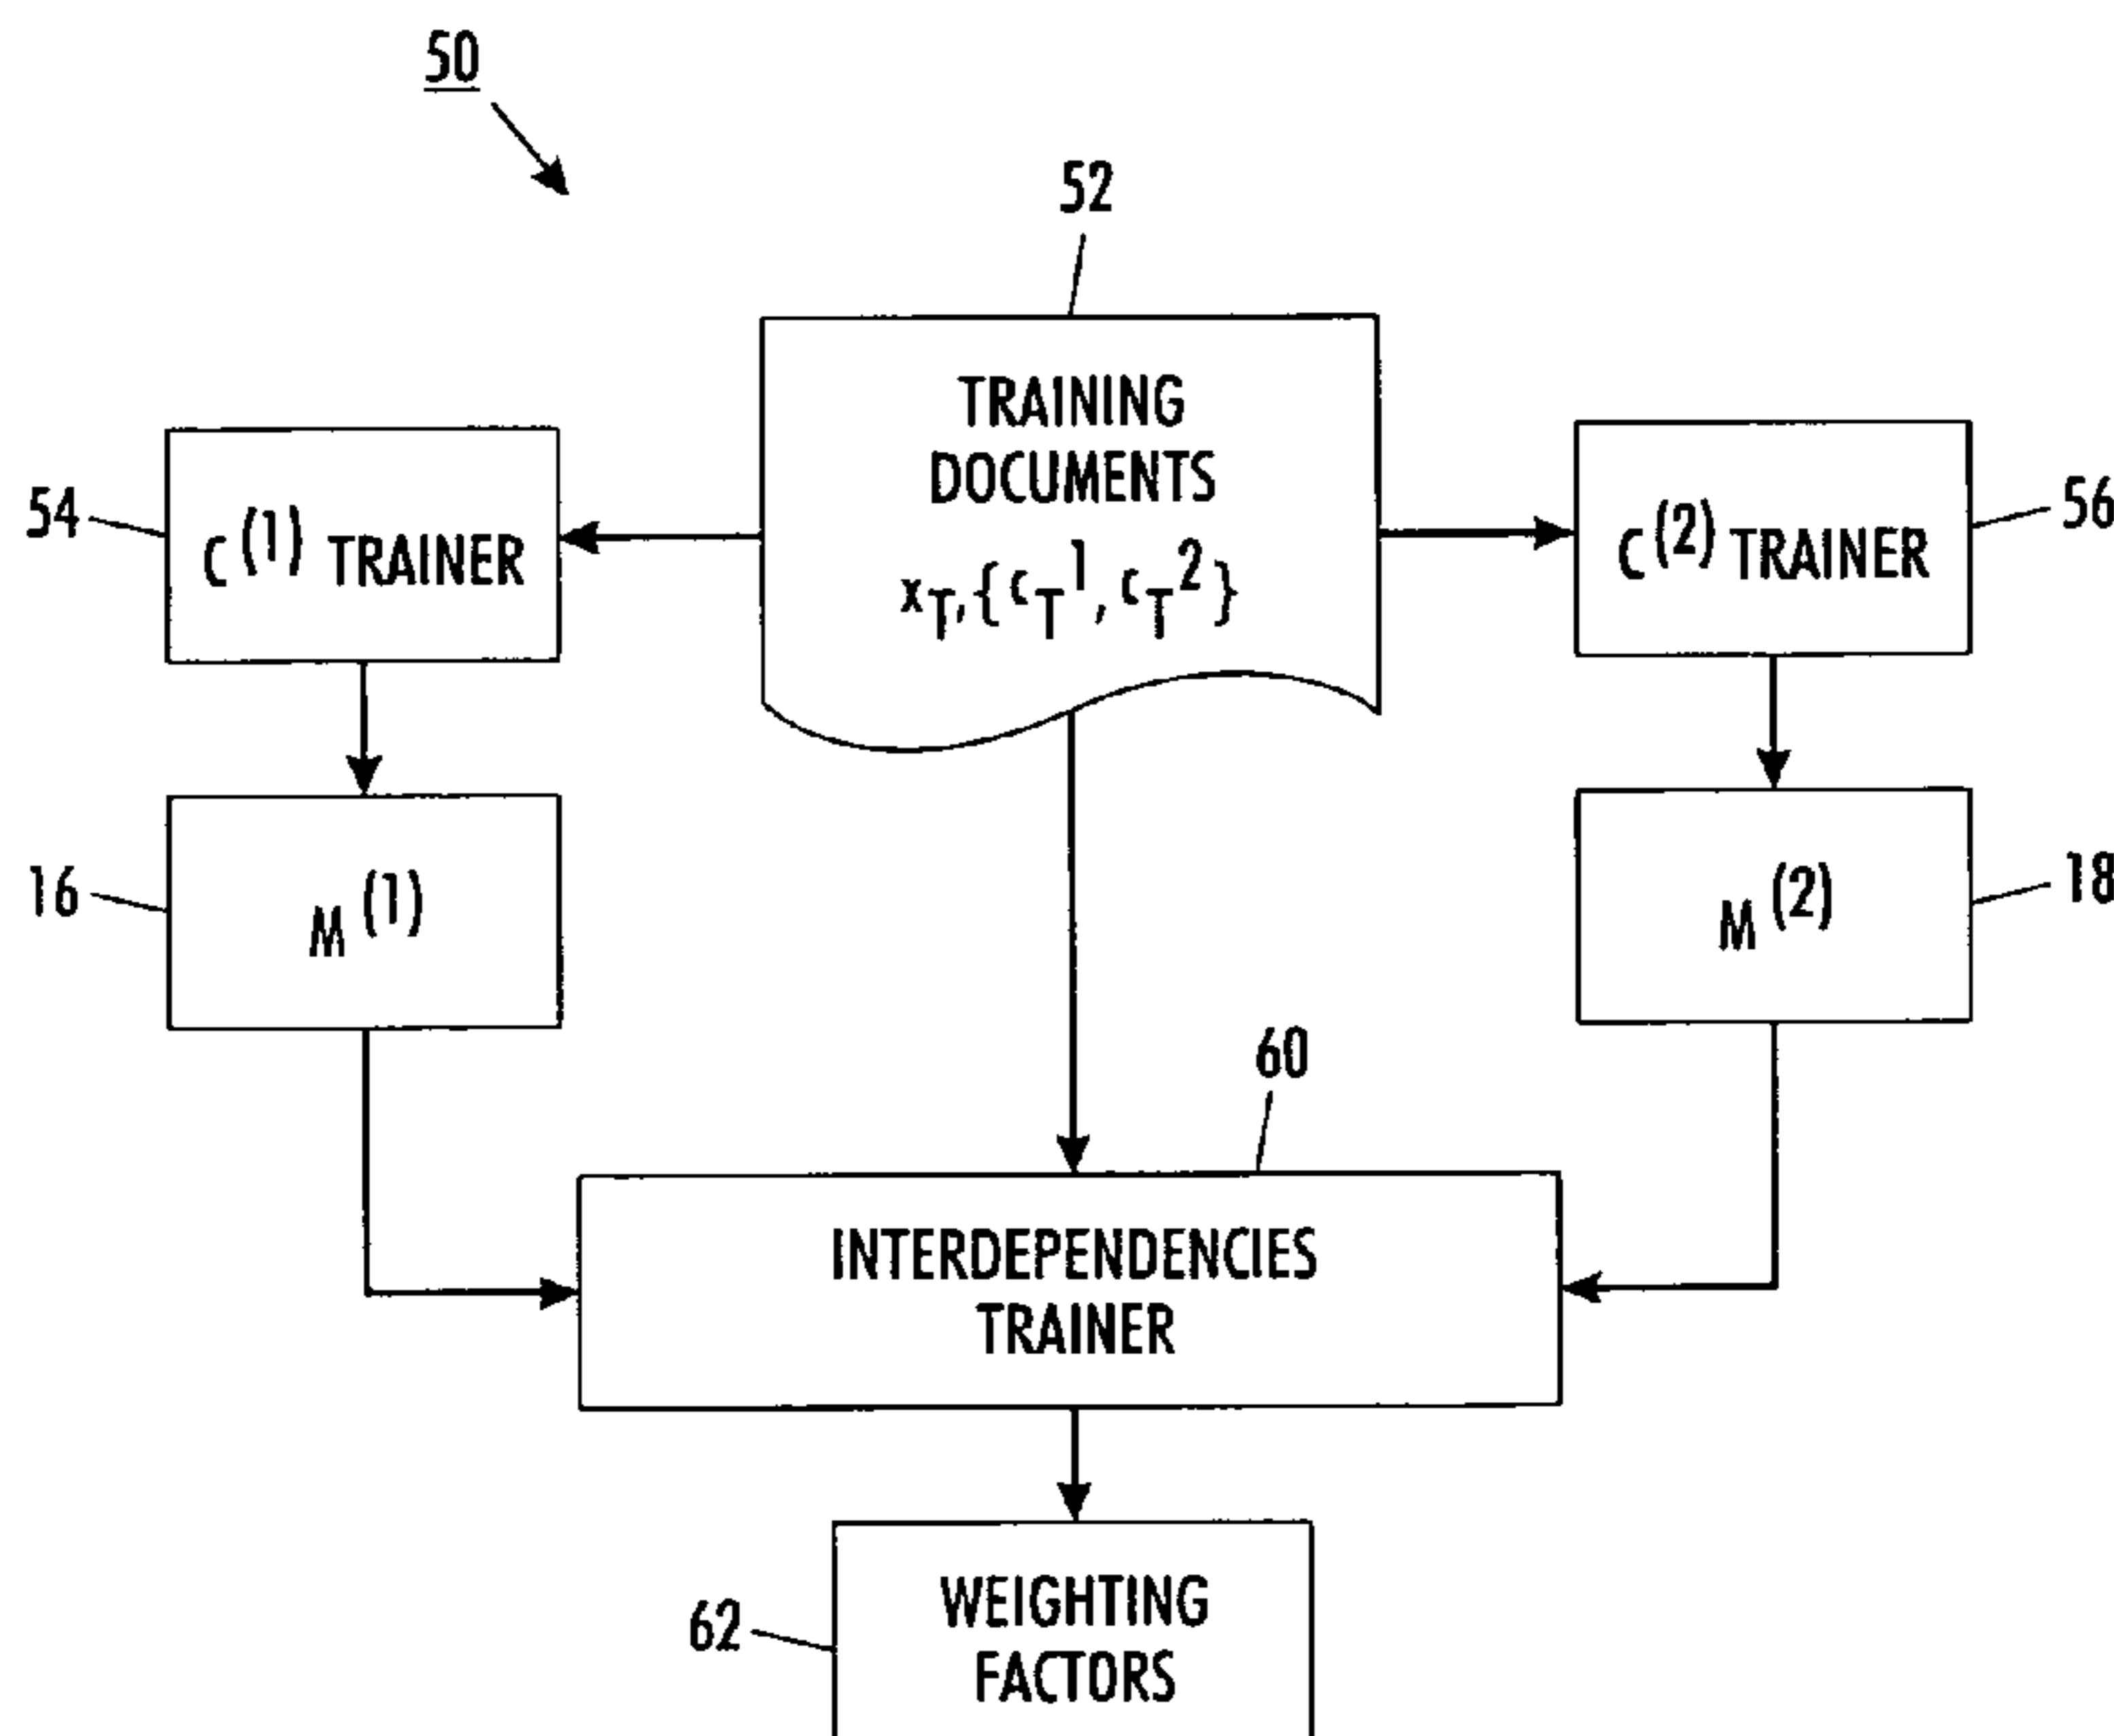 50
52
TRAINING
DOCUMENTS
x_T, {c_T^1, c_T^2}
54
C^(1) TRAINER
C^(2) TRAINER
56
16
M^(1)
M^(2)
18
60
INTERDEPENDENCIES
TRAINER
62
WEIGHTING
FACTORS